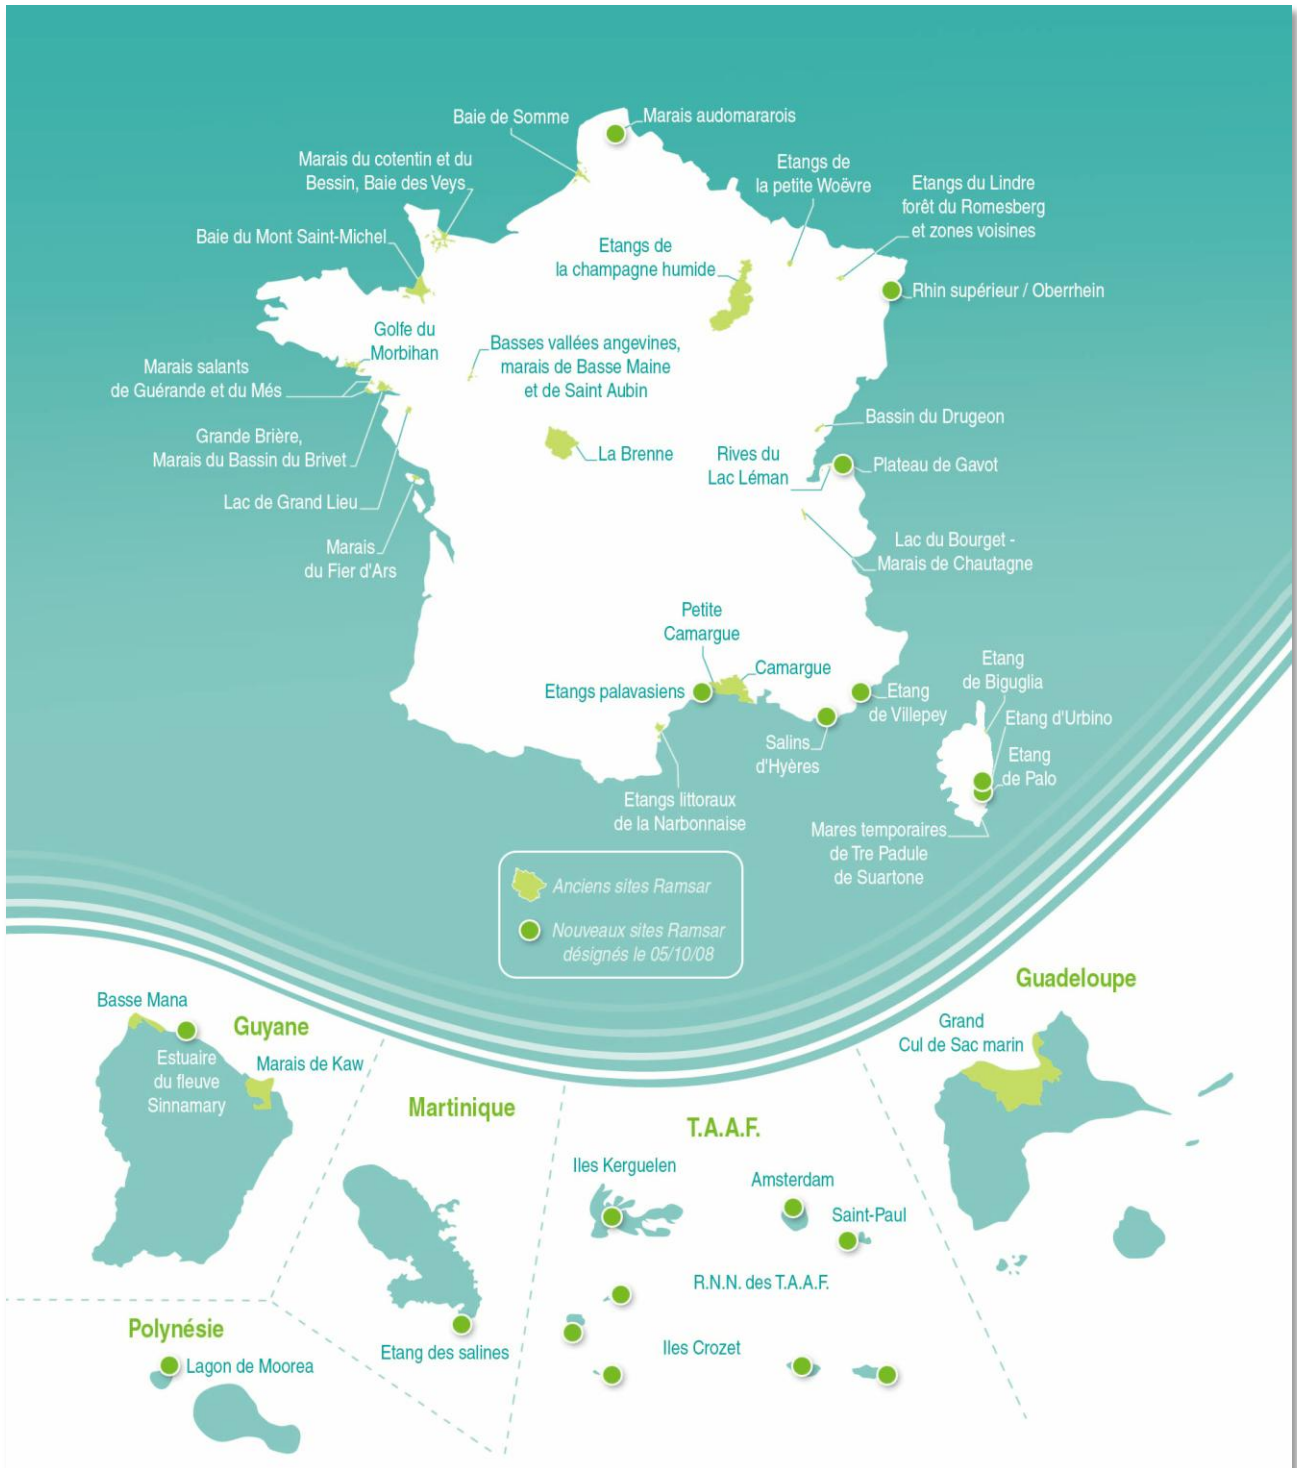 Baie de Somme
Marais audomararois
Marais du cotentin et du
Bessin, Baie des Veys
Etangs de
la petite Woëvre
Etangs du Lindre
forêt du Romesberg
et zones voisines
Baie du Mont Saint-Michel
Etangs de
la champagne humide
Rhin supérieur / Oberrhein
Golfe du
Morbihan
Basses vallées angevines,
marais de Basse Maine
et de Saint Aubin
Marais salants
de Guérande et du Més
Bassin du Drugeon
Grande Brière,
Marais du Bassin du Brivet
La Brenne
Rives du
Lac Léman
Plateau de Gavot
Lac de Grand Lieu
Marais
du Fier d'Ars
Lac du Bourget -
Marais de Chautagne
Petite
Camargue
Camargue
Etangs palavasiens
Etang
de Villepey
Etang
de Biguglia
Etang d'Urbino
Etang
de Palo
Salins
d'Hyères
Etangs littoraux
de la Narbonnaise
Mares temporaires
de Tre Padule
de Suartone
Anciens sites Ramsar
Nouveaux sites Ramsar
désignés le 05/10/08
Guyane
Basse Mana
Estuaire
du fleuve
Sinnamary
Marais de Kaw
Martinique
Etang des salines
T.A.A.F.
Iles Kerguelen
Amsterdam
Saint-Paul
R.N.N. des T.A.A.F.
Iles Crozet
Guadeloupe
Grand
Cul de Sac marin
Polynésie
Lagon de Moorea